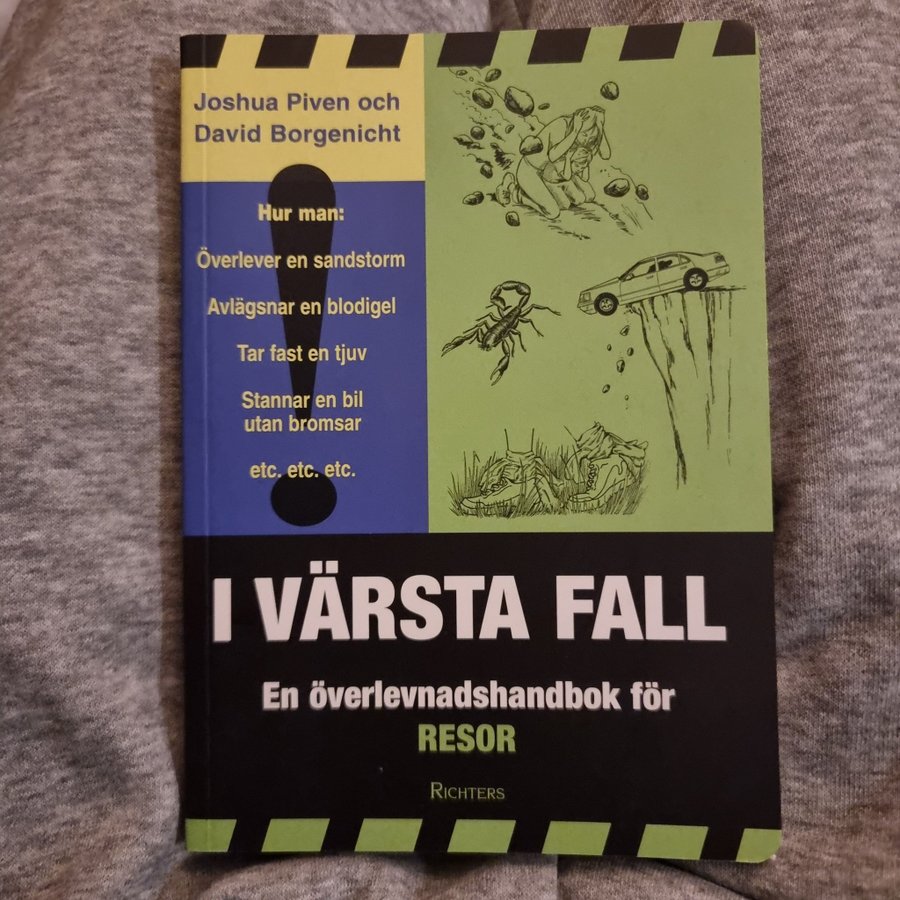 Joshua Piven och
David Borgenicht
Hur man:
Överlever en sandstorm
Avlägsnar en blodigel
Tar fast en tjuv
Stannar en bil
utan bromsar
etc. etc. etc.
I VÄRSTA FALL
En överlevnadshandbok för
RESOR
RICHTERS